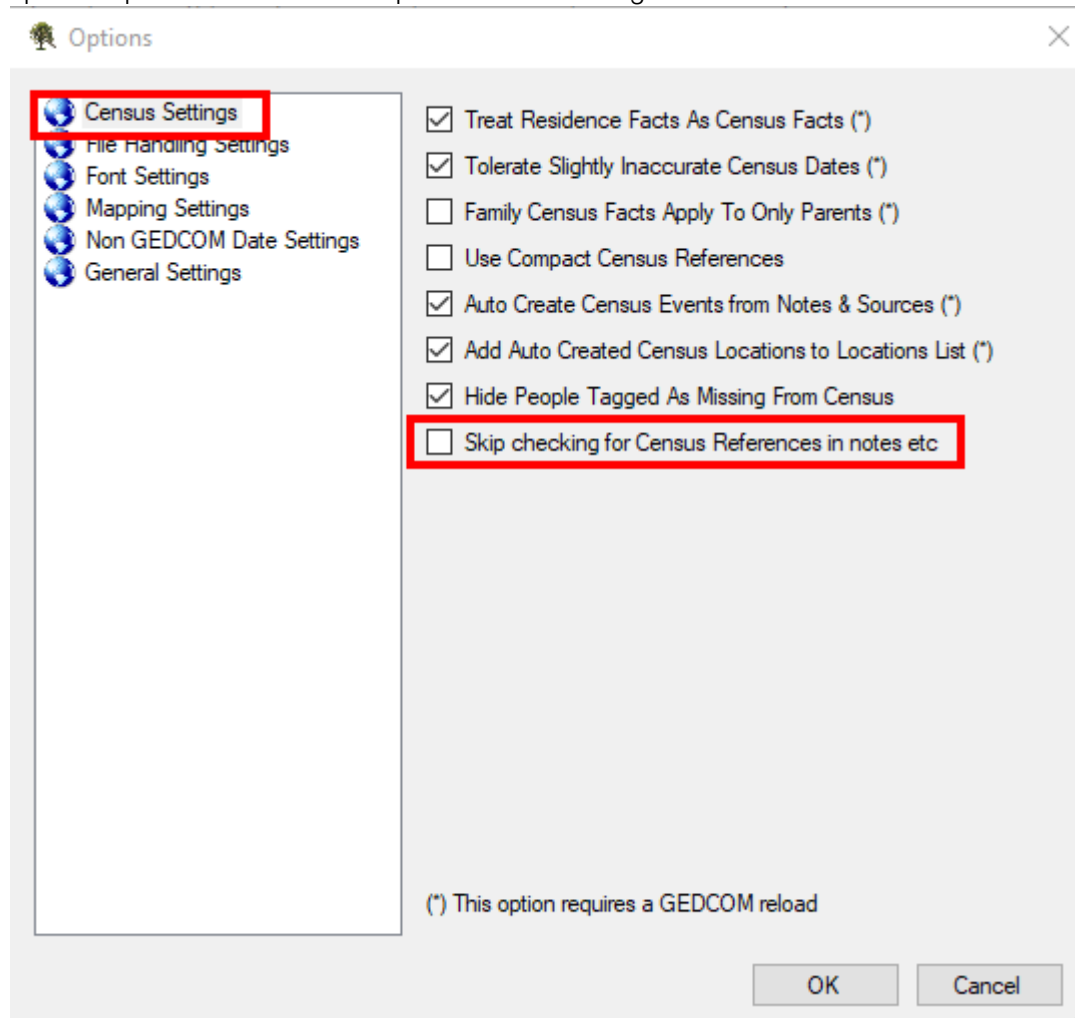 Options
Census Settings
File Handling Settings
Font Settings
Mapping Settings
Non GEDCOM Date Settings
General Settings
Treat Residence Facts As Census Facts (*)
Tolerate Slightly Inaccurate Census Dates (*)
Family Census Facts Apply To Only Parents (*)
Use Compact Census References
Auto Create Census Events from Notes & Sources (*)
Add Auto Created Census Locations to Locations List (*)
Hide People Tagged As Missing From Census
Skip checking for Census References in notes etc
(*) This option requires a GEDCOM reload
OK
Cancel